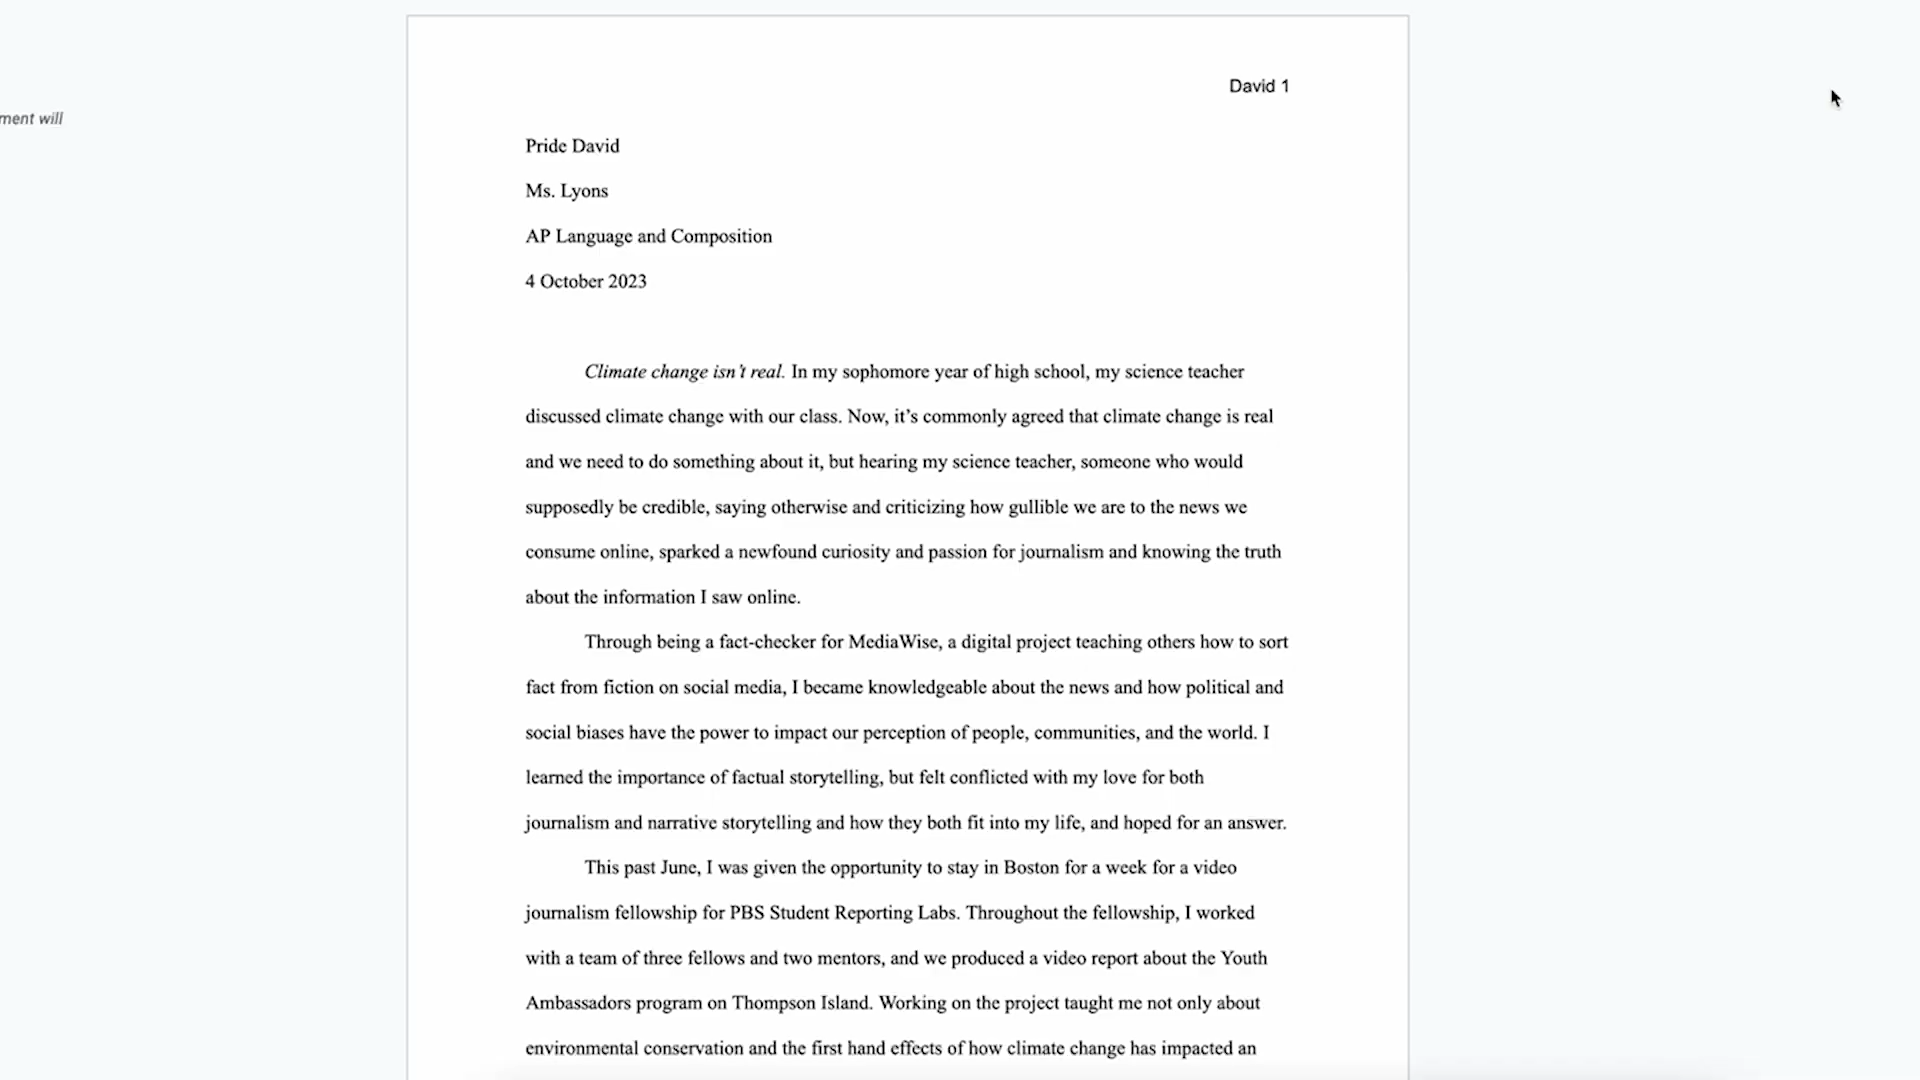 David 1
ment will
Pride David
Ms. Lyons
AP Language and Composition
4 October 2023
Climate change isn't real. In my sophomore year of high school, my science teacher
discussed climate change with our class. Now, it's commonly agreed that climate change is real
and we need to do something about it, but hearing my science teacher, someone who would
supposedly be credible, saying otherwise and criticizing how gullible we are to the news we
consume online, sparked a newfound curiosity and passion for journalism and knowing the truth
about the information I saw online.
Through being a fact-checker for MediaWise, a digital project teaching others how to sort
fact from fiction on social media, I became knowledgeable about the news and how political and
social biases have the power to impact our perception of people, communities, and the world. I
learned the importance of factual storytelling, but felt conflicted with my love for both
journalism and narrative storytelling and how they both fit into my life, and hoped for an answer.
This past June, I was given the opportunity to stay in Boston for a week for a video
journalism fellowship for PBS Student Reporting Labs. Throughout the fellowship, I worked
with a team of three fellows and two mentors, and we produced a video report about the Youth
Ambassadors program on Thompson Island. Working on the project taught me not only about
environmental conservation and the first hand effects of how climate change has impacted an